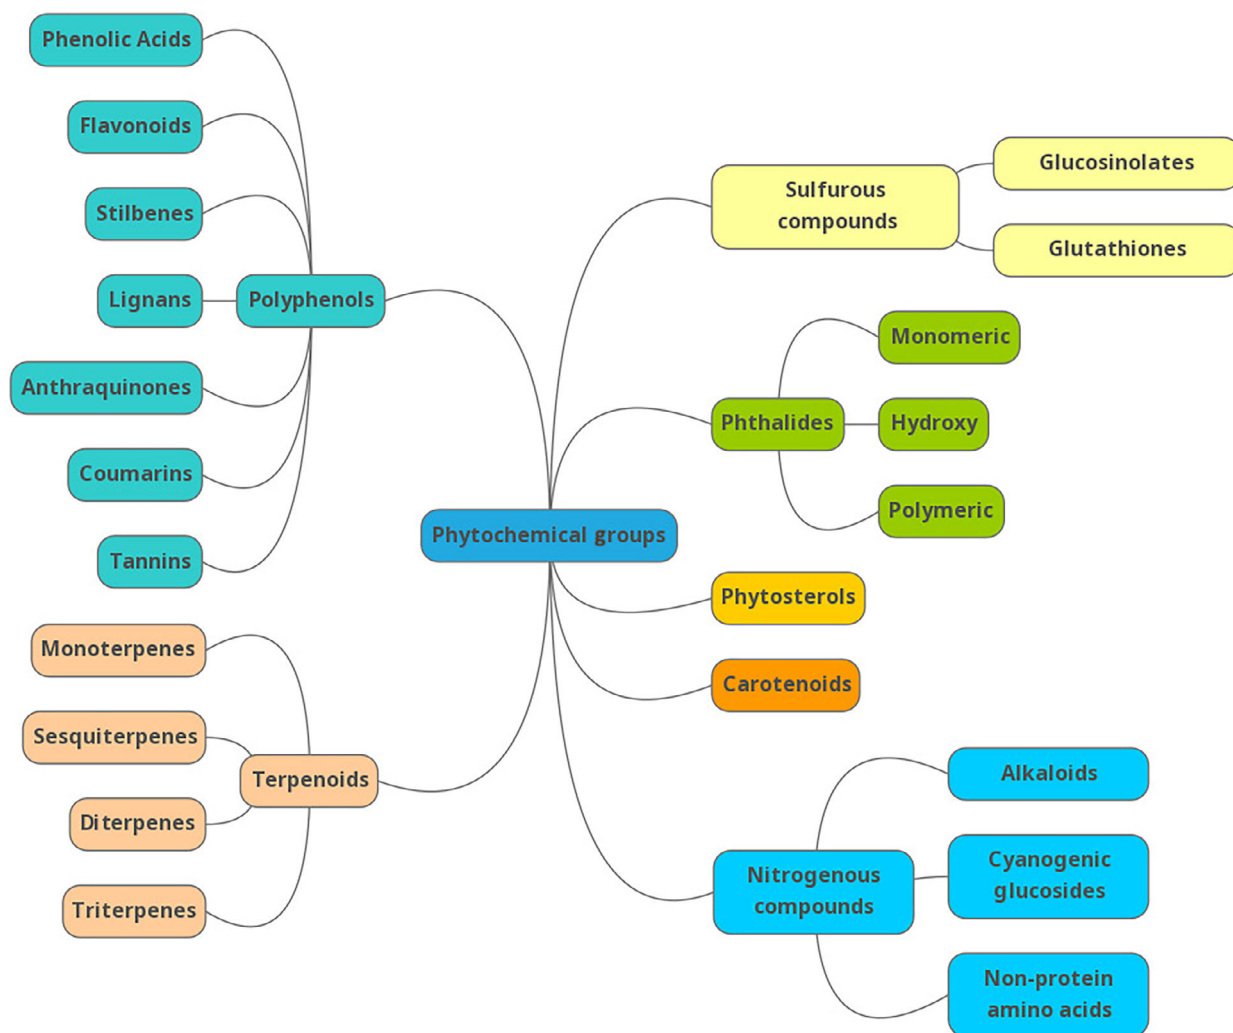 Phenolic Acids
Flavonoids
Stilbenes
Lignans
Anthraquinones
Coumarins
Tannins
Polyphenols
Monoterpenes
Sesquiterpenes
Diterpenes
Triterpenes
Terpenoids
Phytochemical groups
Sulfurous
compounds
Glucosinolates
Glutathiones
Phthalides
Monomeric
Hydroxy
Polymeric
Phytosterols
Carotenoids
Nitrogenous
compounds
Alkaloids
Cyanogenic
glucosides
Non-protein
amino acids